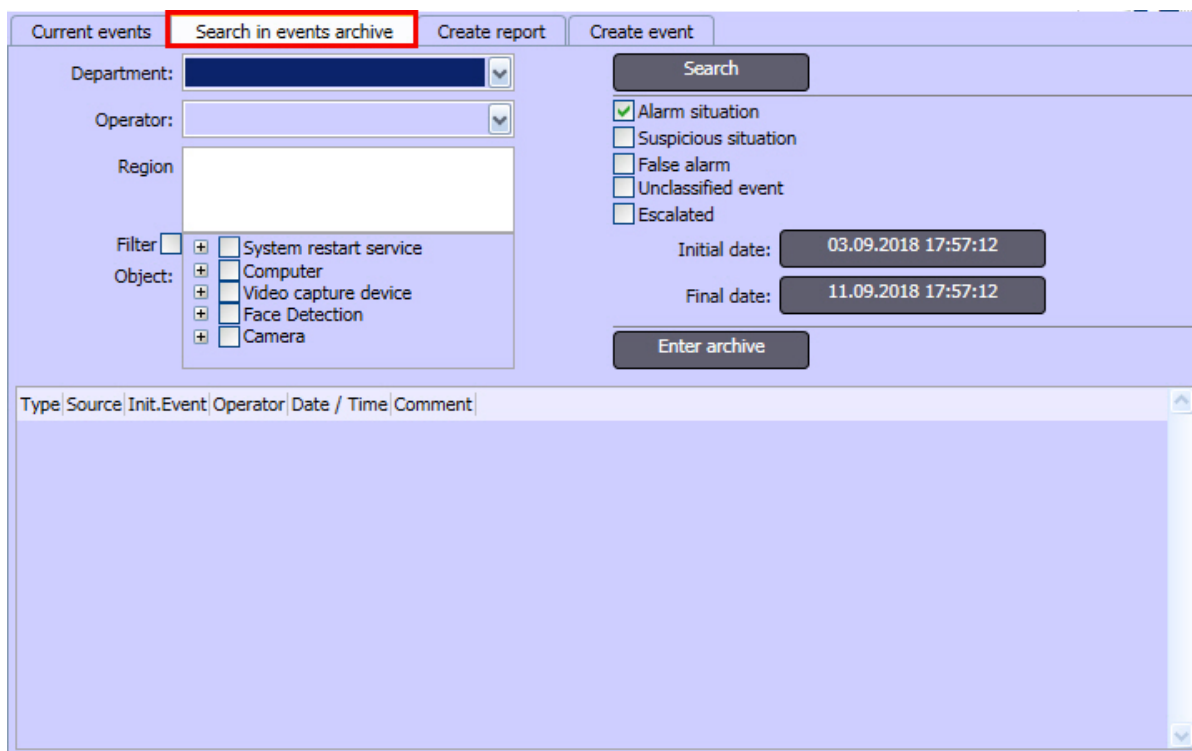 Current events Search in events archive Create report Create event
Department:
Operator:
Region
Filter
Object:
System restart service
Computer
Video capture device
Face Detection
Camera
Search
Alarm situation
Suspicious situation
False alarm
Unclassified event
Escalated
Initial date: 03.09.2018 17:57:12
Final date: 11.09.2018 17:57:12
Enter archive
Type Source Init.Event Operator Date / Time Comment